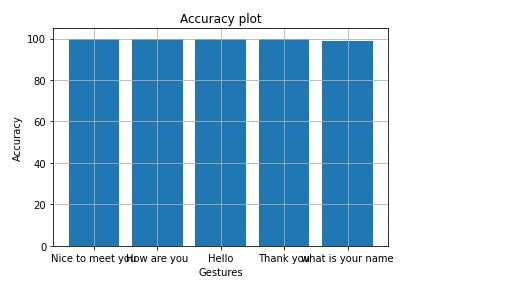 Accuracy plot
100
80
60
40
20
0
Accuracy
Nice to meet you How are you Hello Thank you what is your name
Gestures